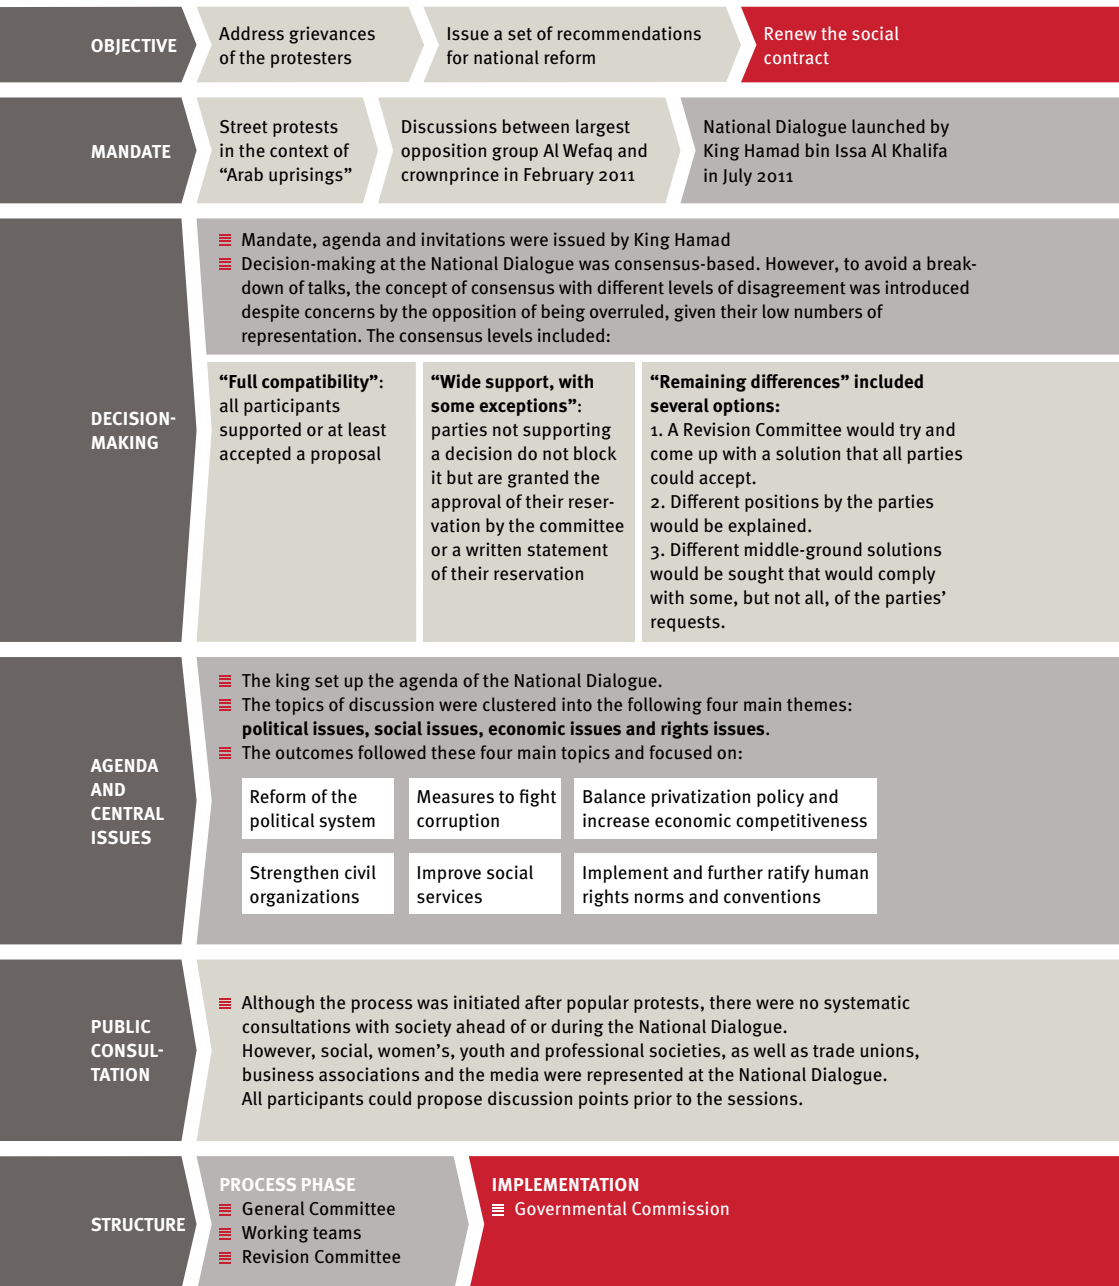 OBJECTIVE
Address grievances
of the protesters
Issue a set of recommendations
for national reform
Renew the social
contract
MANDATE
Street protests
in the context of
“Arab uprisings”
Discussions between largest
opposition group Al Wefaq and
crownprince in February 2011
National Dialogue launched by
King Hamad bin Issa Al Khalifa
in July 2011
DECISION-
MAKING
Mandate, agenda and invitations were issued by King Hamad
Decision-making at the National Dialogue was consensus-based. However, to avoid a break-
down of talks, the concept of consensus with different levels of disagreement was introduced
despite concerns by the opposition of being overruled, given their low numbers of
representation. The consensus levels included:
“Full compatibility”:
all participants
supported or at least
accepted a proposal
“Wide support, with
some exceptions”:
parties not supporting
a decision do not block
it but are granted the
approval of their reser-
vation by the committee
or a written statement
of their reservation
“Remaining differences” included
several options:
1. A Revision Committee would try and
come up with a solution that all parties
could accept.
2. Different positions by the parties
would be explained.
3. Different middle-ground solutions
would be sought that would comply
with some, but not all, of the parties’
requests.
AGENDA
AND
CENTRAL
ISSUES
The king set up the agenda of the National Dialogue.
The topics of discussion were clustered into the following four main themes:
political issues, social issues, economic issues and rights issues.
The outcomes followed these four main topics and focused on:
Reform of the
political system
Measures to fight
corruption
Balance privatization policy and
increase economic competitiveness
Strengthen civil
organizations
Improve social
services
Implement and further ratify human
rights norms and conventions
PUBLIC
CONSUL-
TATION
Although the process was initiated after popular protests, there were no systematic
consultations with society ahead of or during the National Dialogue.
However, social, women’s, youth and professional societies, as well as trade unions,
business associations and the media were represented at the National Dialogue.
All participants could propose discussion points prior to the sessions.
STRUCTURE
PROCESS PHASE
General Committee
Working teams
Revision Committee
IMPLEMENTATION
Governmental Commission